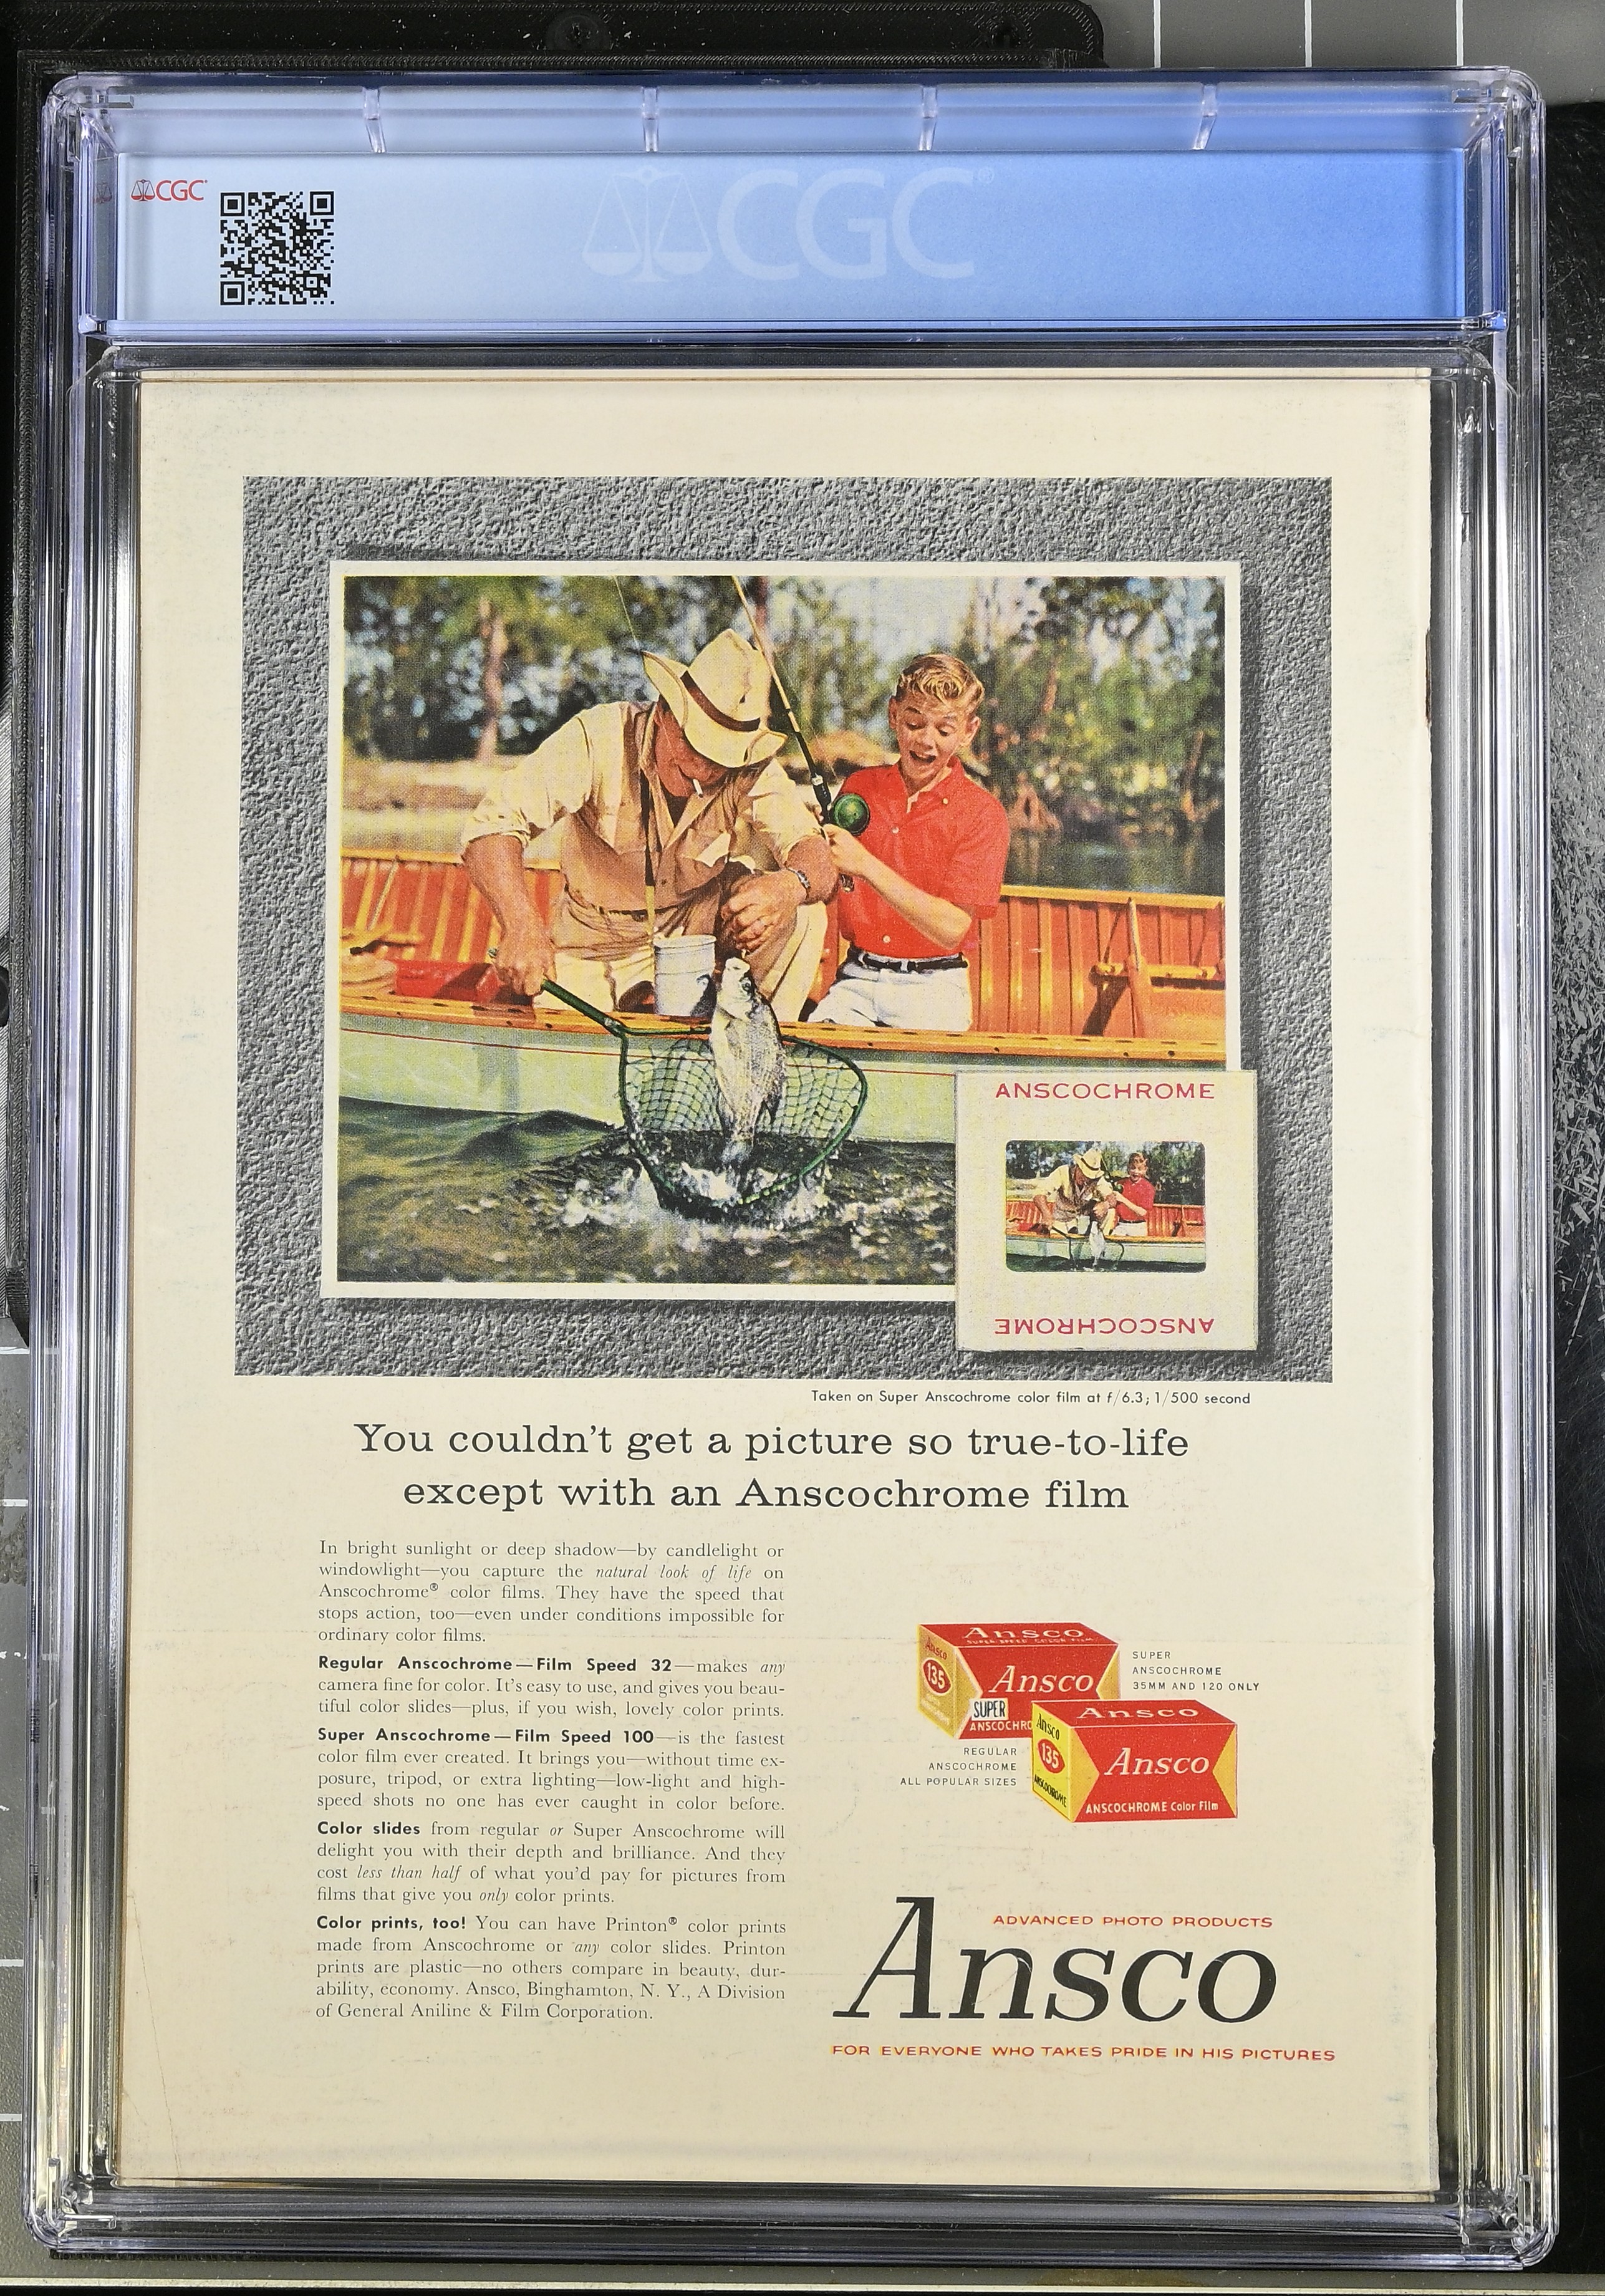 CGC
CGC®
ANSCOCHROME
ANSCOCHROME
Taken on Super Anscochrome color film at f/6.3; 1/500 second
You couldn't get a picture so true-to-life
except with an Anscochrome film
In bright sunlight or deep shadow—by candlelight or
windowlight—you capture the natural look of life on
Anscochrome® color films. They have the speed that
stops action, too—even under conditions impossible for
ordinary color films.
Regular Anscochrome—Film Speed 32—makes any
camera fine for color. It's easy to use, and gives you beau-
tiful color slides—plus, if you wish, lovely color prints.
Super Anscochrome—Film Speed 100—is the fastest
color film ever created. It brings you—without time ex-
posure, tripod, or extra lighting—low-light and high-
speed shots no one has ever caught in color before.
Color slides from regular or Super Anscochrome will
delight you with their depth and brilliance. And they
cost less than half of what you'd pay for pictures from
films that give you only color prints.
Color prints, too! You can have Printon® color prints
made from Anscochrome or any color slides. Printon
prints are plastic—no others compare in beauty, dur-
ability, economy. Ansco, Binghamton, N. Y., A Division
of General Aniline & Film Corporation.
Ansco
SUPER-SPEED COLOR FILM
Ansco
135
Ansco
SUPER
ANSCOCHRO
SUPER
ANSCOCHROME
35MM AND 120 ONLY
Ansco
Ansco
135
ANSCOCHROME
Ansco
ANSCOCHROME Color Film
REGULAR
ANSCOCHROME
ALL POPULAR SIZES
ADVANCED PHOTO PRODUCTS
Ansco
FOR EVERYONE WHO TAKES PRIDE IN HIS PICTURES